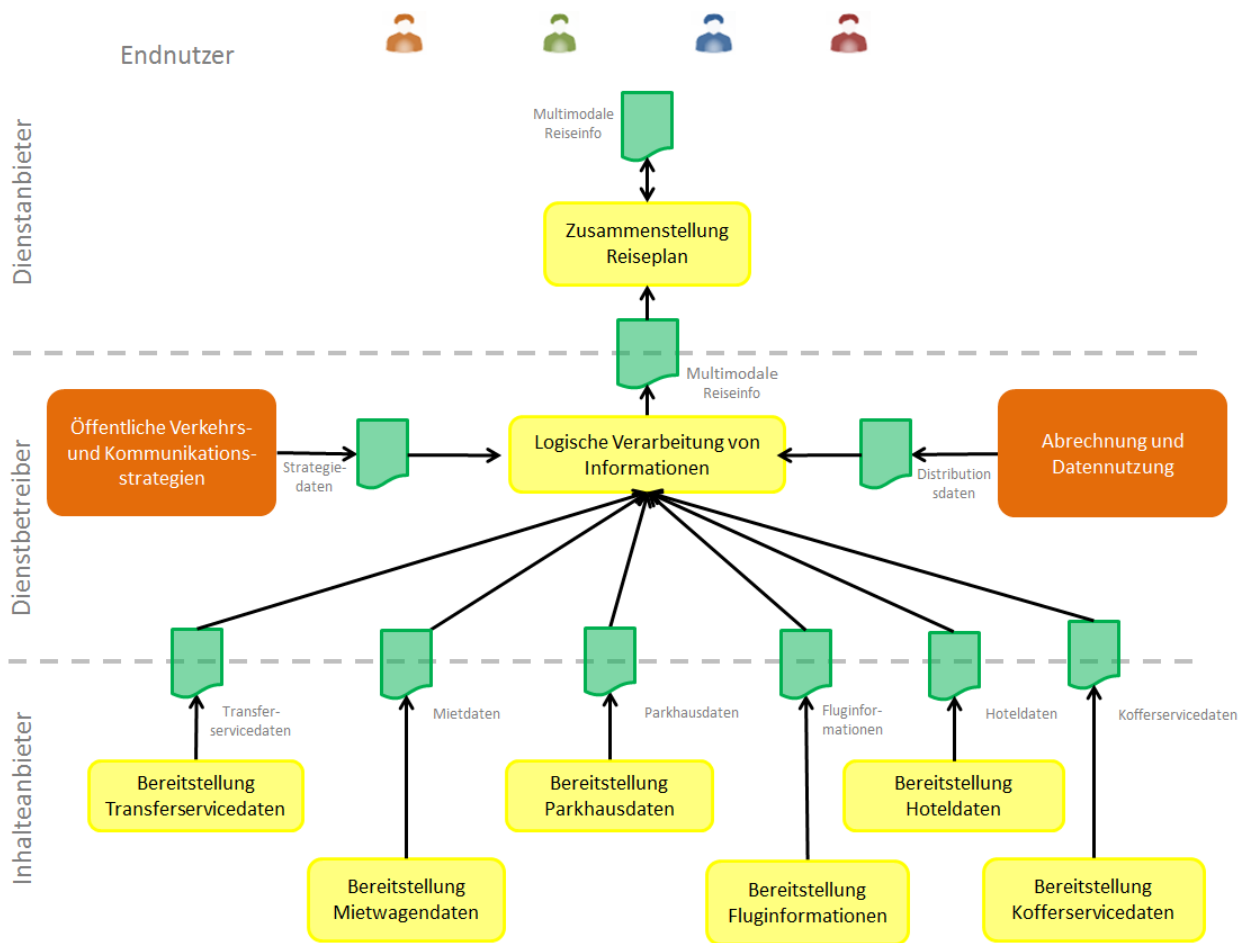 Endnutzer
Dienstanbieter
Multimodale
Reiseinfo
Zusammenstellung
Reiseplan
Multimodale
Reiseinfo
Dienstbetreiber
Öffentliche Verkehrs-
und Kommunikations-
strategien
Strategie-
daten
Logische Verarbeitung von
Informationen
Distribution
sdaten
Abrechnung und
Datennutzung
Inhalteanbieter
Transfer-
servicedaten
Mietdaten
Parkhausdaten
Fluginfor-
mationen
Hoteldaten
Kofferservicedaten
Bereitstellung
Transferservicedaten
Bereitstellung
Parkhausdaten
Bereitstellung
Hoteldaten
Bereitstellung
Mietwagendaten
Bereitstellung
Fluginformationen
Bereitstellung
Kofferservicedaten